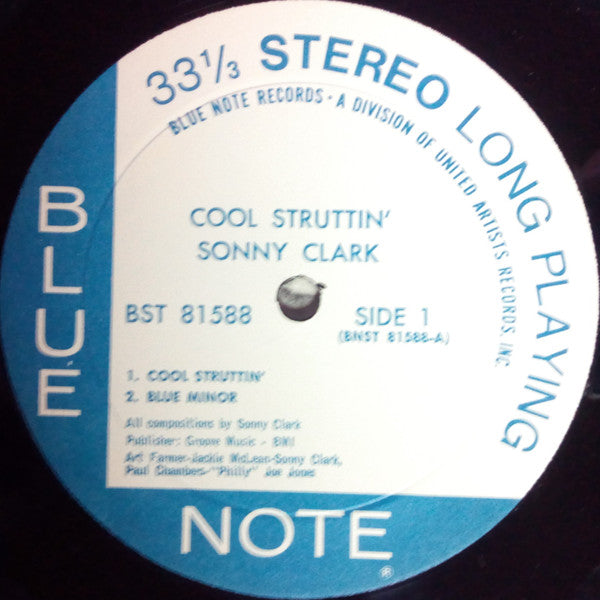 33⅓ STEREO LONG PLAYING
BLUE NOTE RECORDS · A DIVISION OF UNITED ARTISTS RECORDS, INC.
BLUE
COOL STRUTTIN'
SONNY CLARK
BST 81588
SIDE 1
(BNST 81588-A)
1. COOL STRUTTIN'
2. BLUE MINOR
All compositions by Sonny Clark
Publisher: Groove Music - BMI
Art Farmer-Jackie McLean-Sonny Clark,
Paul Chambers-"Philly" Joe Jones
NOTE
®